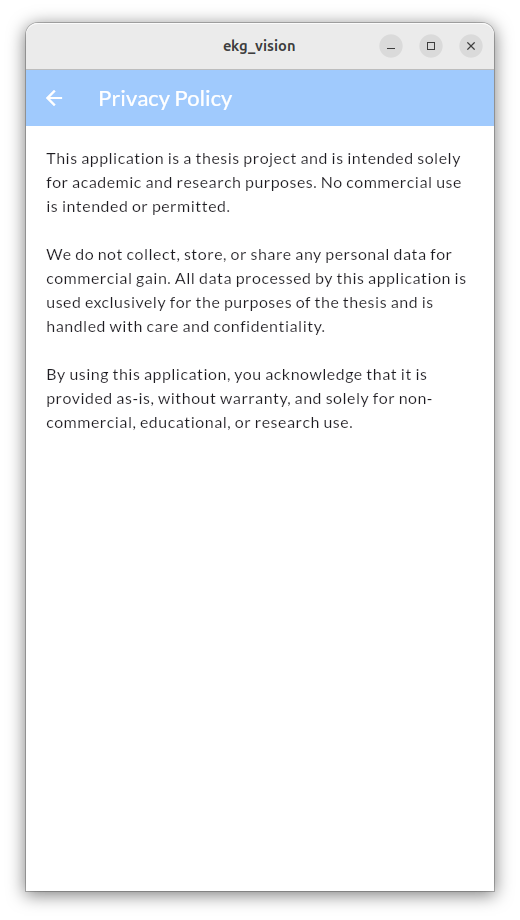 ekg_vision
Privacy Policy
This application is a thesis project and is intended solely
for academic and research purposes. No commercial use
is intended or permitted.
We do not collect, store, or share any personal data for
commercial gain. All data processed by this application is
used exclusively for the purposes of the thesis and is
handled with care and confidentiality.
By using this application, you acknowledge that it is
provided as-is, without warranty, and solely for non-
commercial, educational, or research use.